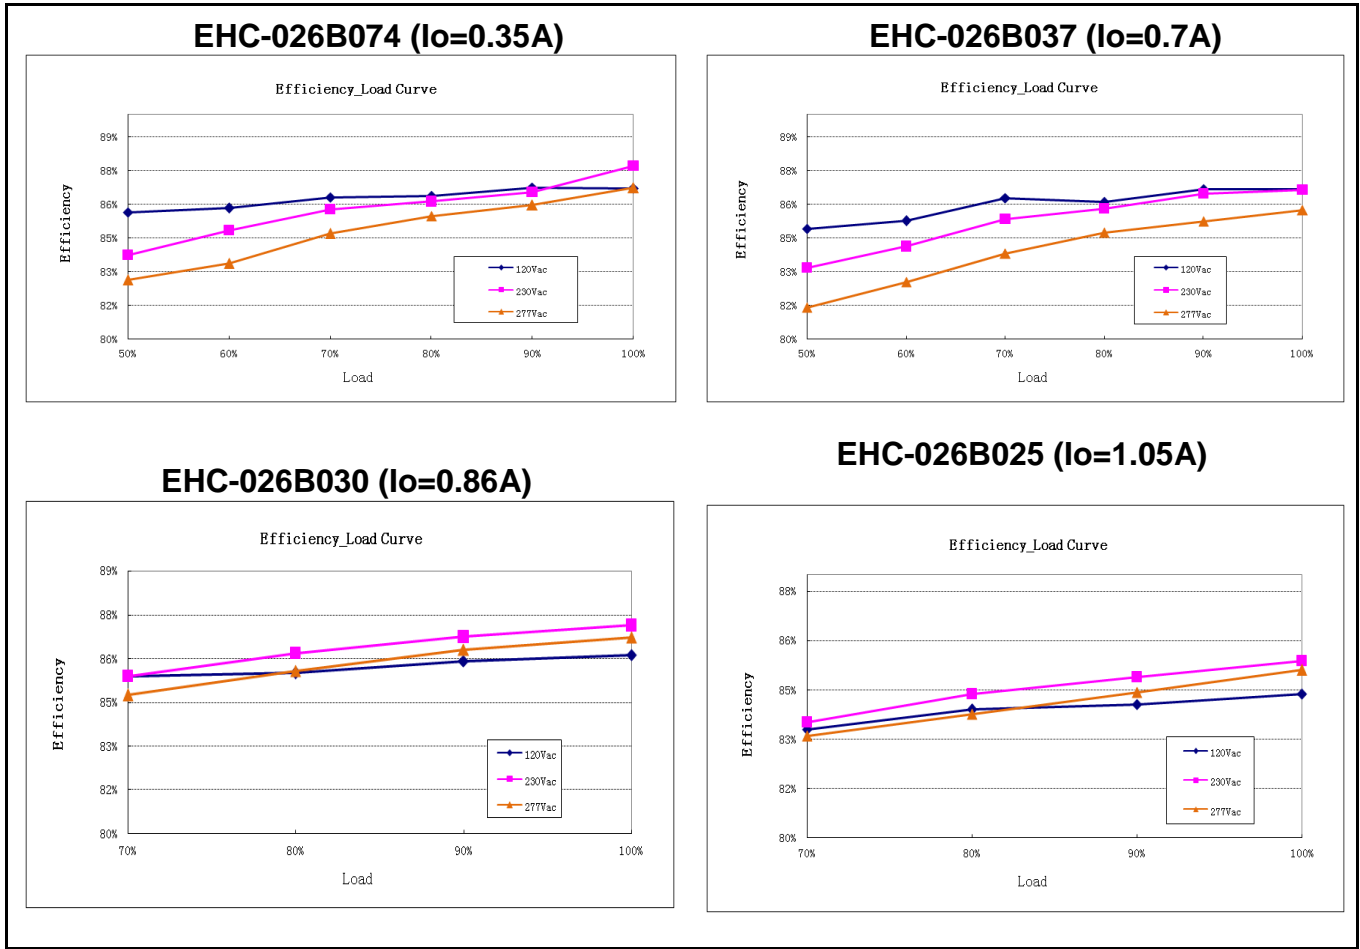 EHC-026B074 (Io=0.35A)
Efficiency_Load Curve
Efficiency
89%
88%
86%
85%
83%
82%
80%
50% 60% 70% 80% 90% 100%
Load
120Vac
230Vac
277Vac
EHC-026B037 (Io=0.7A)
Efficiency_Load Curve
Efficiency
89%
88%
86%
85%
83%
82%
80%
50% 60% 70% 80% 90% 100%
Load
120Vac
230Vac
277Vac
EHC-026B030 (Io=0.86A)
Efficiency_Load Curve
Efficiency
89%
88%
86%
85%
83%
82%
80%
70% 80% 90% 100%
Load
120Vac
230Vac
277Vac
EHC-026B025 (Io=1.05A)
Efficiency_Load Curve
Efficiency
88%
86%
85%
83%
82%
80%
70% 80% 90% 100%
Load
120Vac
230Vac
277Vac